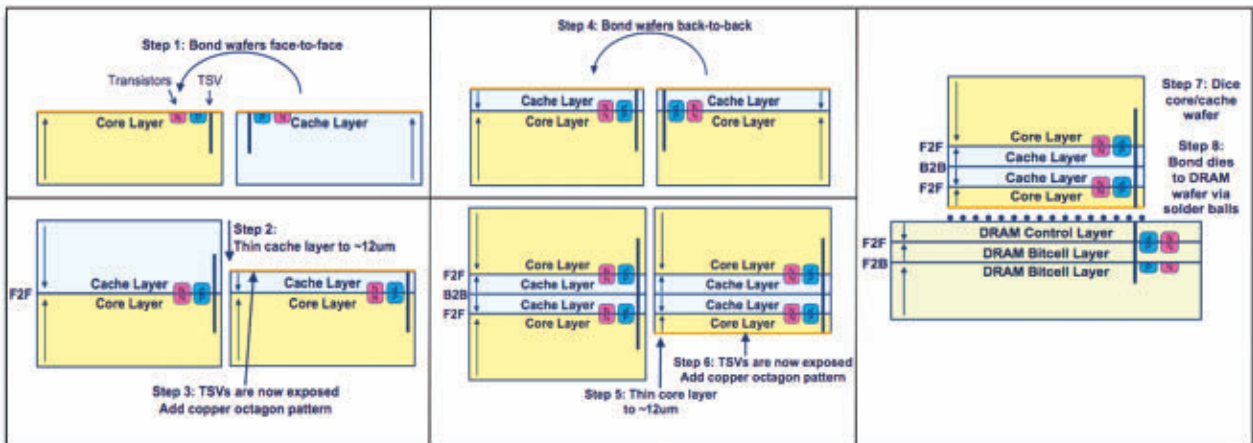 Step 1: Bond wafers face-to-face
Transistors
TSV
Core Layer
Cache Layer
N
P
P
N
F2F
Cache Layer
Core Layer
Step 2:
Thin cache layer to ~12um
Cache Layer
Core Layer
Step 3: TSVs are now exposed
Add copper octagon pattern
Step 4: Bond wafers back-to-back
Cache Layer
Core Layer
Cache Layer
Core Layer
F2F
B2B
F2F
Core Layer
Cache Layer
Cache Layer
Core Layer
Core Layer
Cache Layer
Cache Layer
Core Layer
Step 6: TSVs are now exposed
Add copper octagon pattern
Step 5: Thin core layer
to ~12um
Step 7: Dice
core/cache
wafer
Step 8:
Bond dies
to DRAM
wafer via
solder balls
F2F
B2B
F2F
Core Layer
Cache Layer
Cache Layer
Core Layer
F2F
F2B
DRAM Control Layer
DRAM Bitcell Layer
DRAM Bitcell Layer